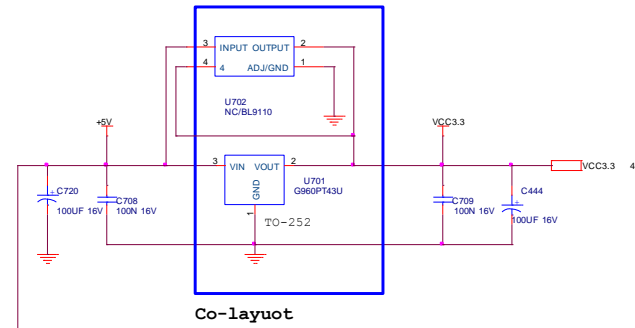 3 INPUT OUTPUT 2
4 4 ADJ/GND 1
U702
NC/BL9110
+5V
VCC3.3
3 VIN VOUT 2
GND
1
U701
G960PT43U
TO-252
VCC3.3 4
+ C720
100UF 16V
C708
100N 16V
C709
100N 16V
C444
+
100UF 16V
Co-layuot